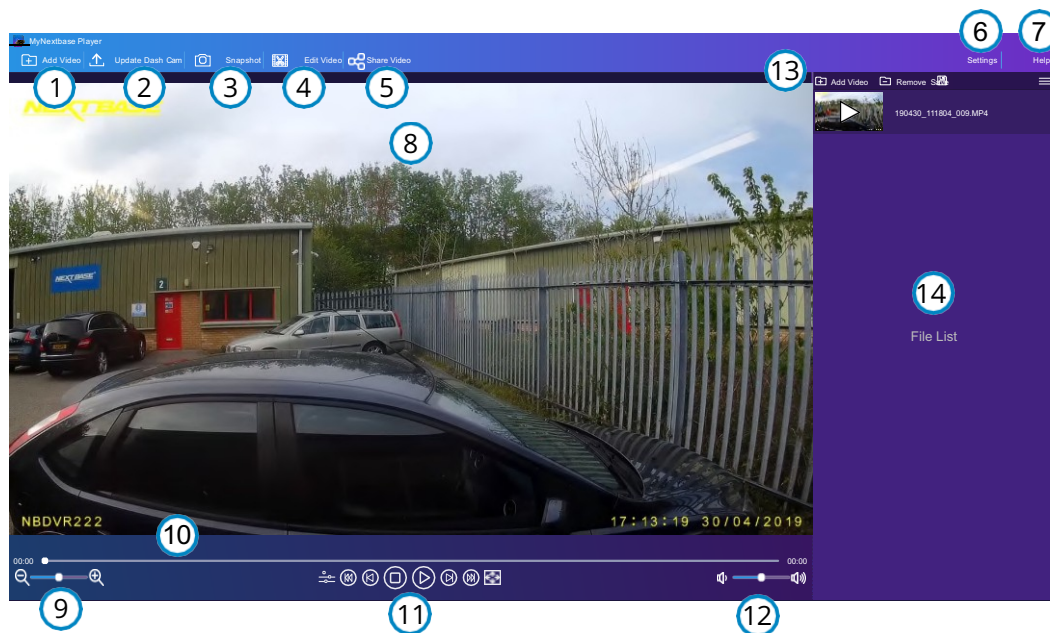 6 7
MyNextbase Player
Add Video Update Dash Cam Snapshot Edit Video Share Video Settings Help
1 2 3 4 5 13
Add Video Remove S
NEXTBASE
190430_111804_009.MP4
8
NEXTBASE
2
14
File List
NBDVR222 17:13:19 30/04/2019
10
00:00 00:00
9 11 12